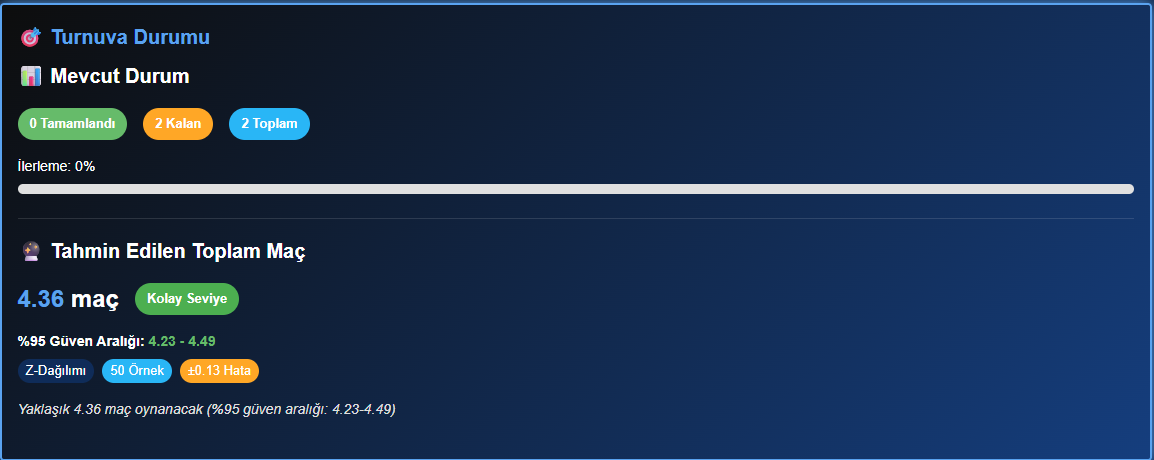 Turnuva Durumu
Mevcut Durum
0 Tamamlandı 2 Kalan 2 Toplam
İlerleme: 0%
Tahmin Edilen Toplam Maç
4.36 maç Kolay Seviye
%95 Güven Aralığı: 4.23 - 4.49
Z-Dağılımı 50 Örnek ±0.13 Hata
Yaklaşık 4.36 maç oynanacak (%95 güven aralığı: 4.23-4.49)